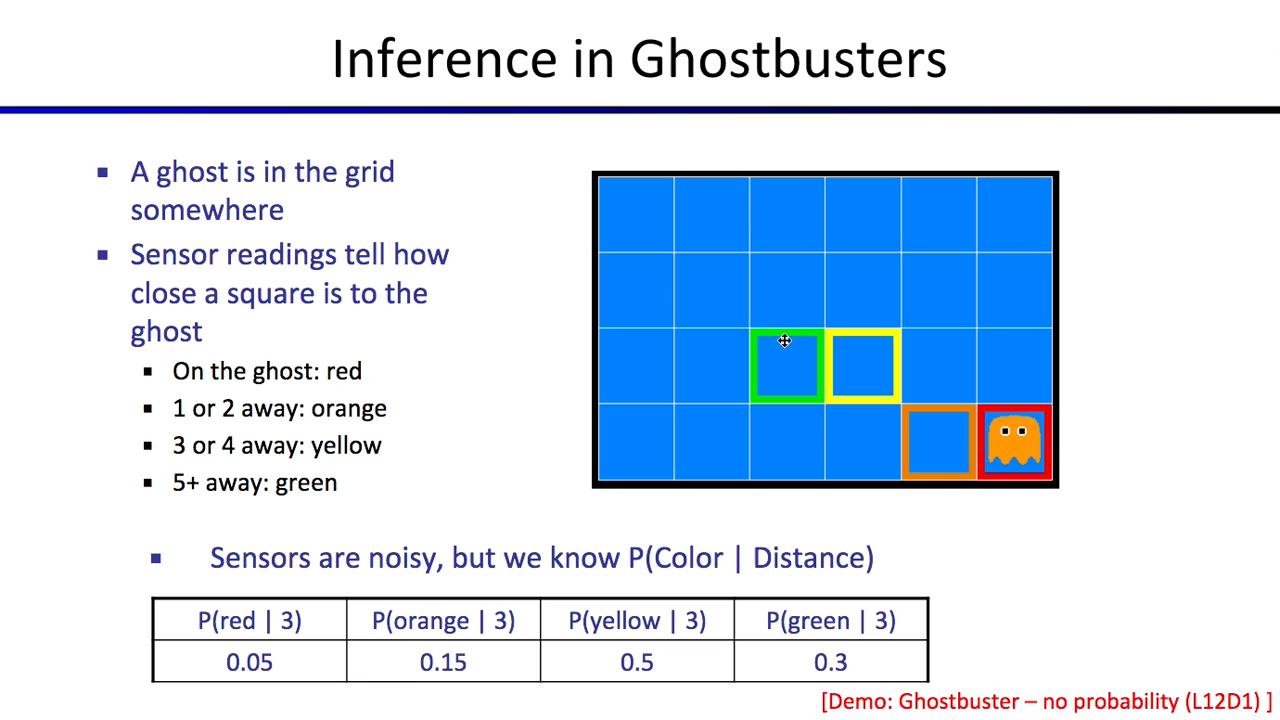 Inference in Ghostbusters
▪ A ghost is in the grid
somewhere
▪ Sensor readings tell how
close a square is to the
ghost
▪ On the ghost: red
▪ 1 or 2 away: orange
▪ 3 or 4 away: yellow
▪ 5+ away: green
▪ Sensors are noisy, but we know P(Color | Distance)
P(red | 3) P(orange | 3) P(yellow | 3) P(green | 3)
0.05 0.15 0.5 0.3
[Demo: Ghostbuster – no probability (L12D1) ]